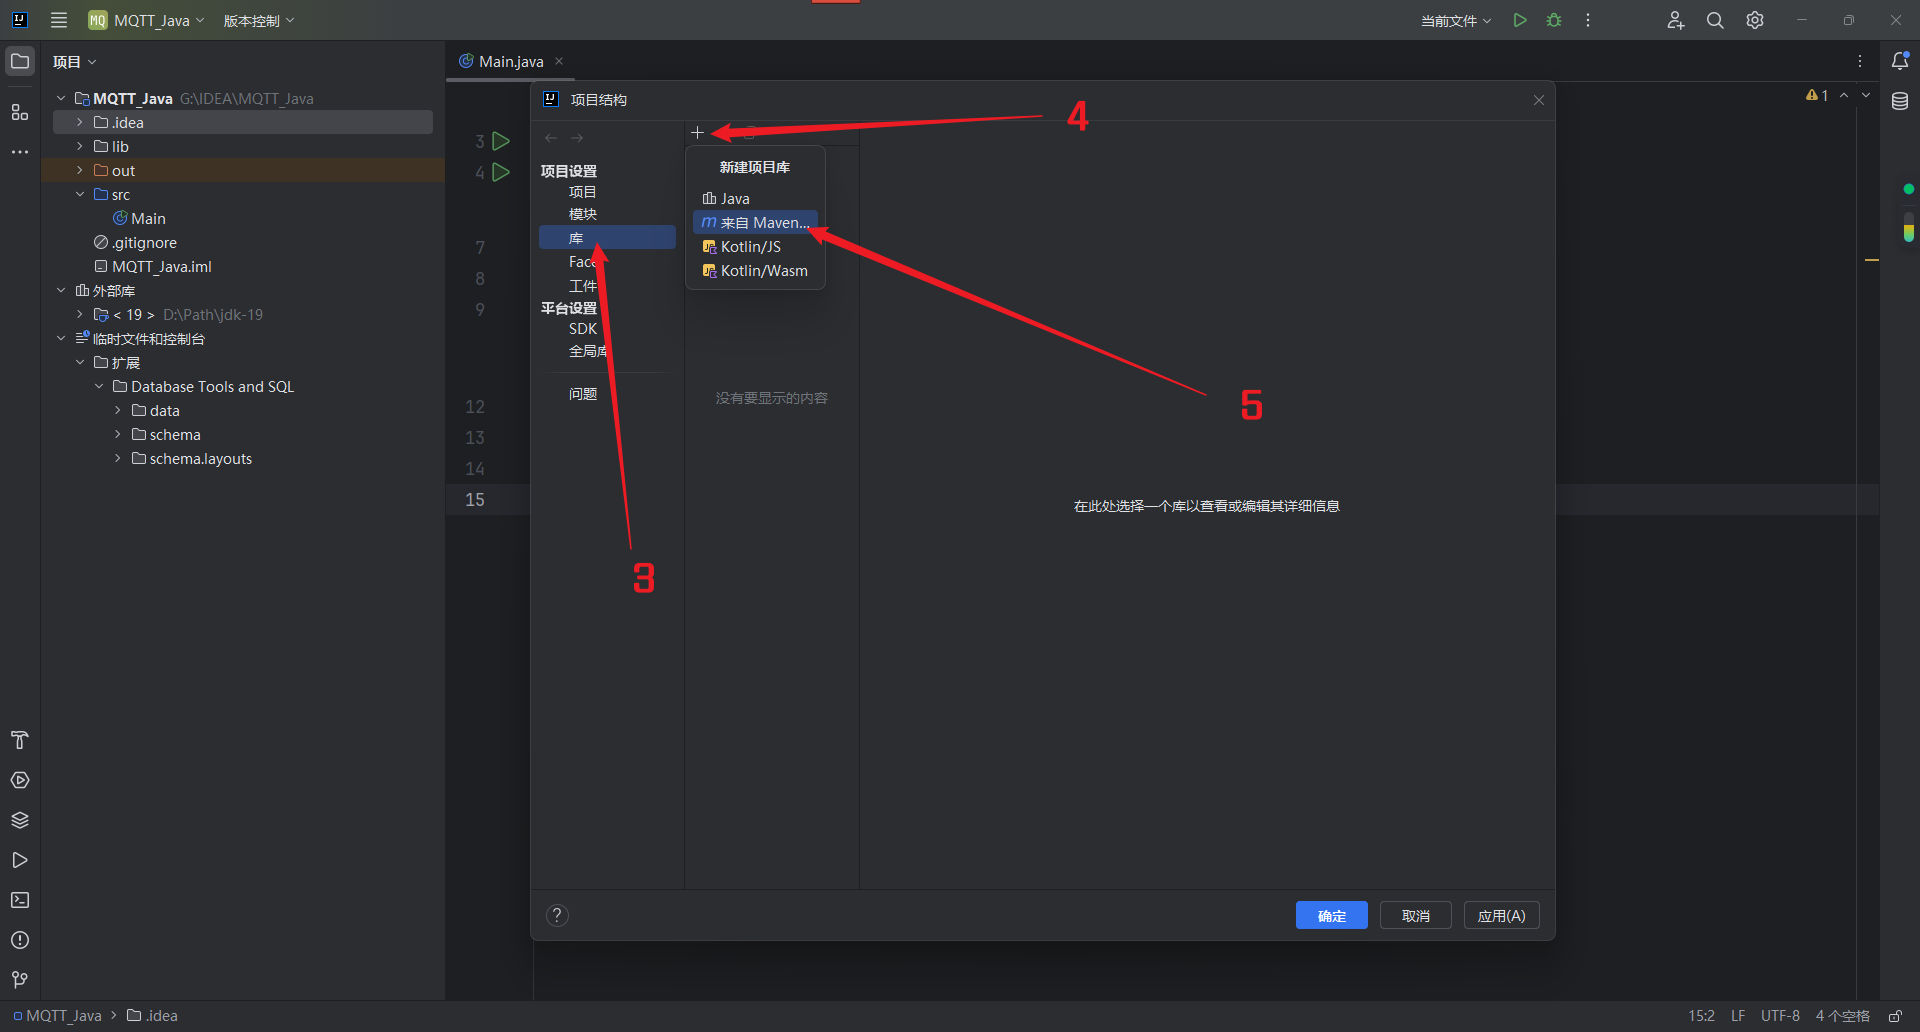 MQ MQTT_Java 版本控制 当前文件
项目
Main.java
MQTT_Java G:\IDEA\MQTT_Java
.idea
lib
out
src
Main
.gitignore
MQTT_Java.iml
外部库
< 19 > D:\Path\jdk-19
临时文件和控制台
扩展
Database Tools and SQL
data
schema
schema.layouts
3
4
7
8
9
12
13
14
15
1
项目结构
项目设置
项目
模块
库
Face
工件
平台设置
SDK
全局库
问题
新建项目库
Java
来自 Maven...
Kotlin/JS
Kotlin/Wasm
没有要显示的内容
在此处选择一个库以查看或编辑其详细信息
4
5
3
?
确定 取消 应用(A)
MQTT_Java .idea
15:2 LF UTF-8 4 个空格